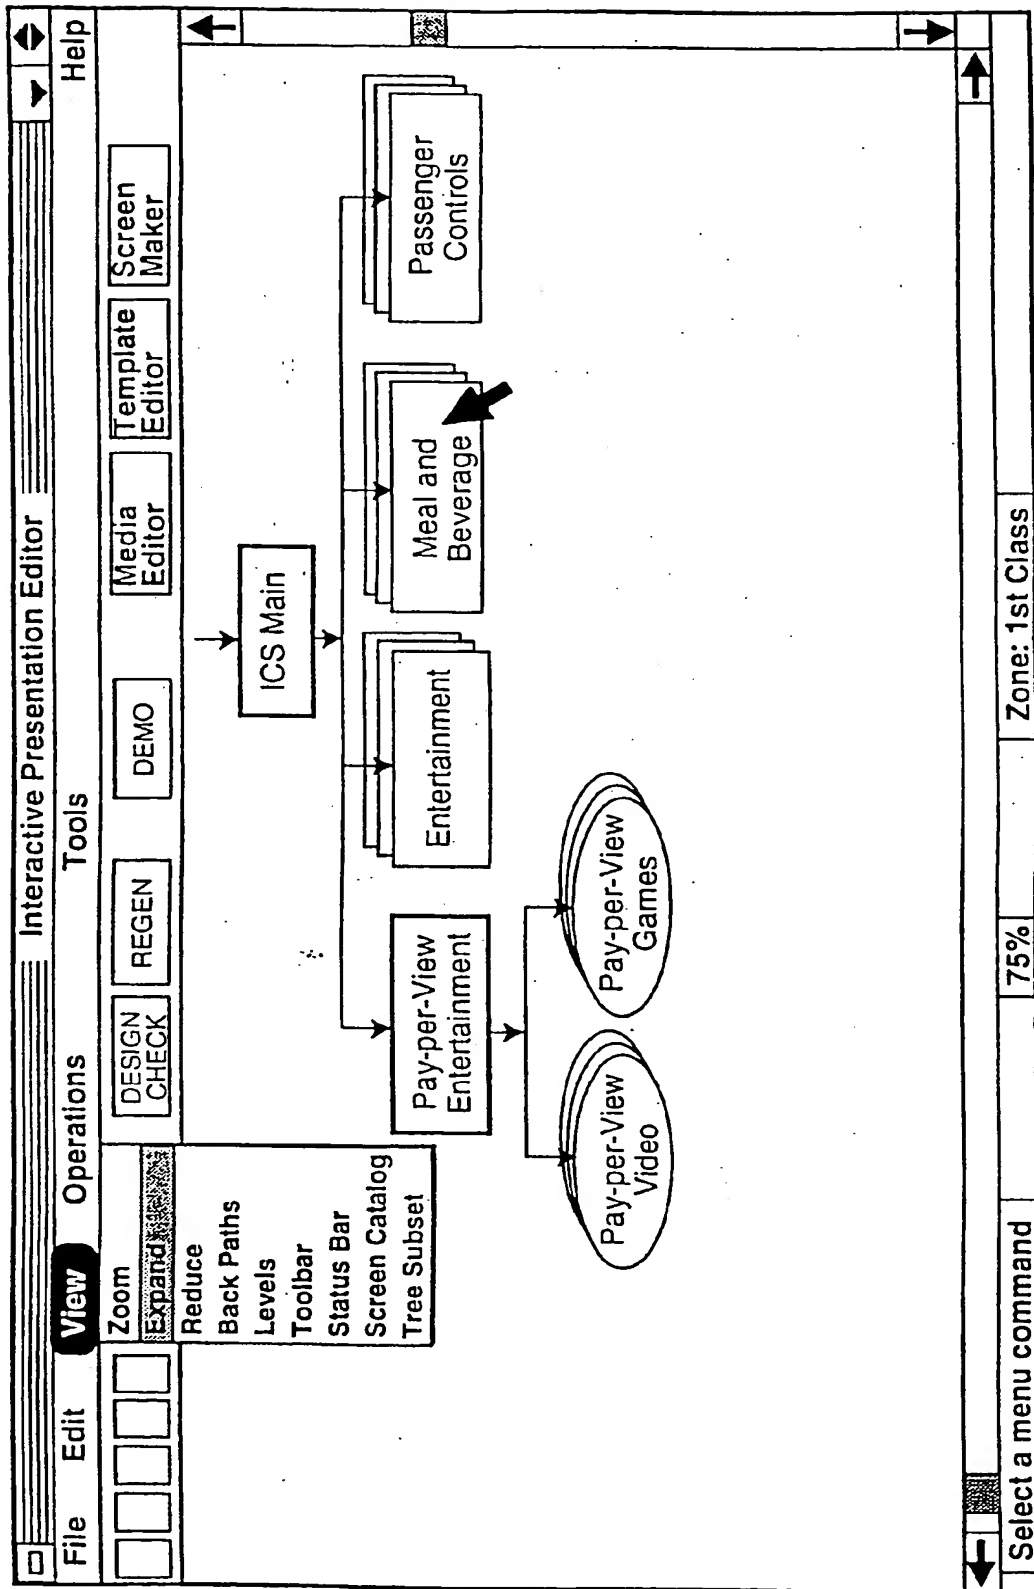 Interactive Presentation Editor
File Edit View Operations Tools Help
DESIGN
CHECK
REGEN
DEMO
Media
Editor
Template
Editor
Screen
Maker
Zoom
Expand
Reduce
Back Paths
Levels
Toolbar
Status Bar
Screen Catalog
Tree Subset
ICS Main
Pay-per-View
Entertainment
Entertainment
Meal and
Beverage
Passenger
Controls
Pay-per-View
Video
Pay-per-View
Games
Select a menu command
75%
Zone: 1st Class